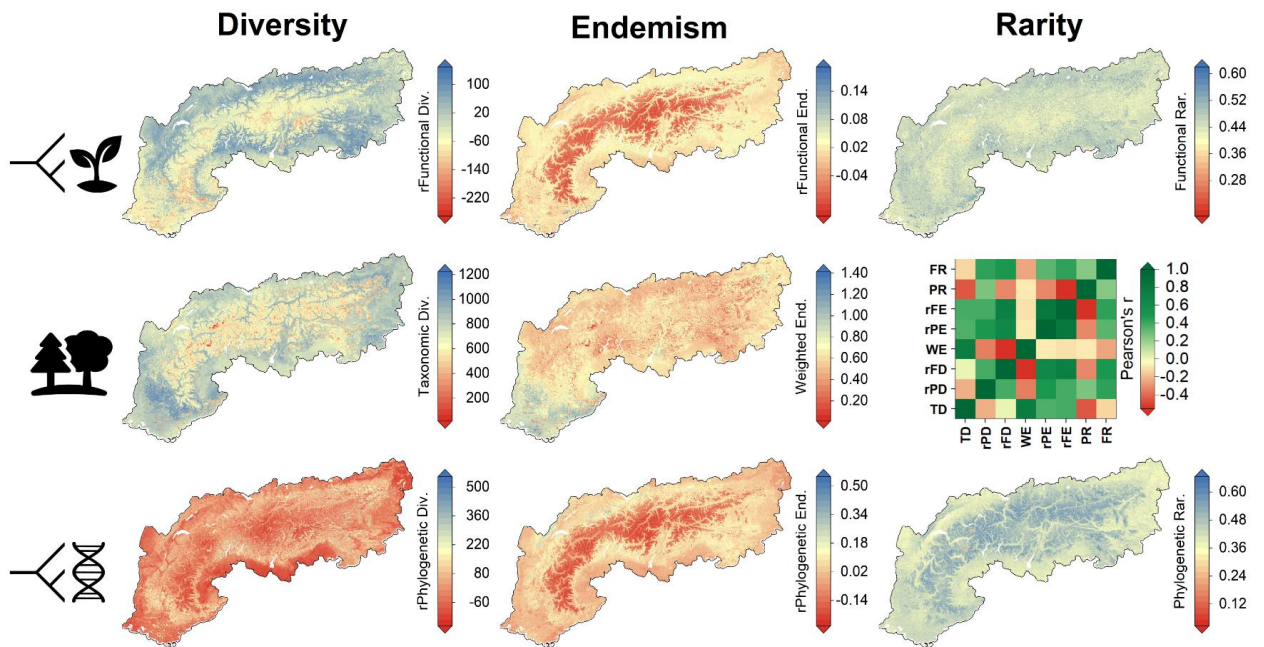 Diversity
Endemism
Rarity
100
20
-60
-140
-220
rFunctional Div.
0.14
0.08
0.02
-0.04
rFunctional End.
0.60
0.52
0.44
0.36
0.28
Functional Rar.
1200
1000
800
600
400
200
Taxonomic Div.
1.40
1.20
1.00
0.80
0.60
0.40
0.20
Weighted End.
FR
PR
rFE
rPE
WE
rFD
rPD
TD
TD rPD rFD WE rPE rFE PR FR
1.0
0.8
0.6
0.4
0.2
0.0
-0.2
-0.4
Pearson's r
500
360
220
80
-60
rPhylogenetic Div.
0.50
0.34
0.18
0.02
-0.14
rPhylogenetic End.
0.60
0.48
0.36
0.24
0.12
Phylogenetic Rar.